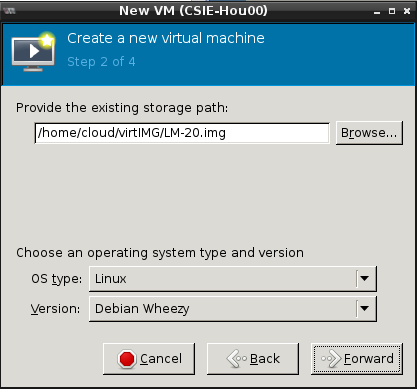 New VM (CSIE-Hou00)
Create a new virtual machine
Step 2 of 4
Provide the existing storage path:
/home/cloud/virtIMG/LM-20.img
Browse...
Choose an operating system type and version
OS type: Linux
Version: Debian Wheezy
Cancel
Back
Forward